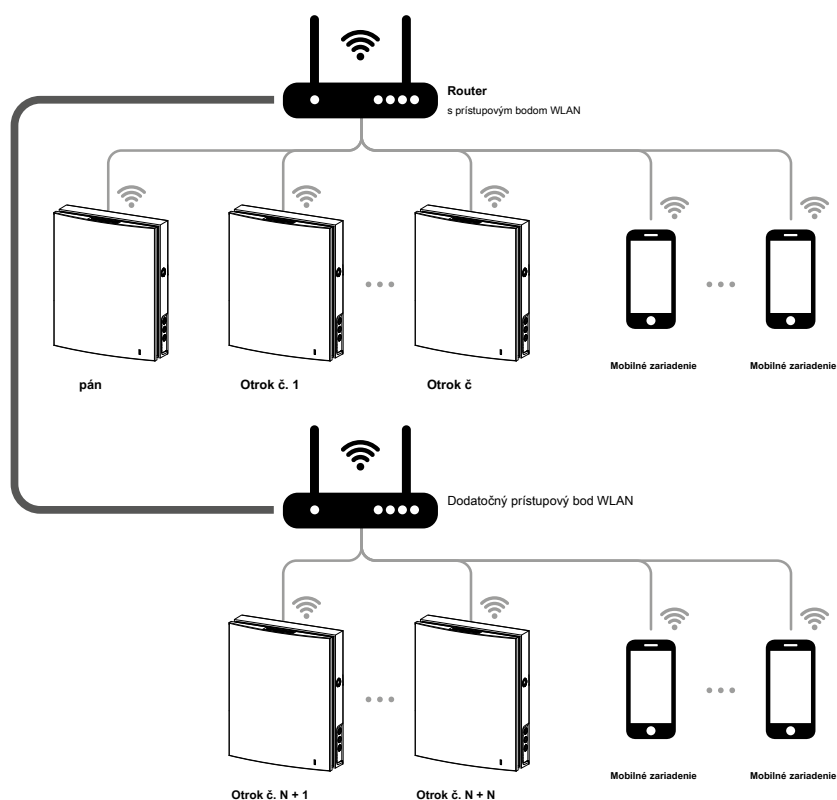 Router
s prístupovým bodom WLAN
pán
Otrok č. 1
Otrok č
Mobilné zariadenie
Mobilné zariadenie
Dodatočný prístupový bod WLAN
Otrok č. N + 1
Otrok č. N + N
Mobilné zariadenie
Mobilné zariadenie